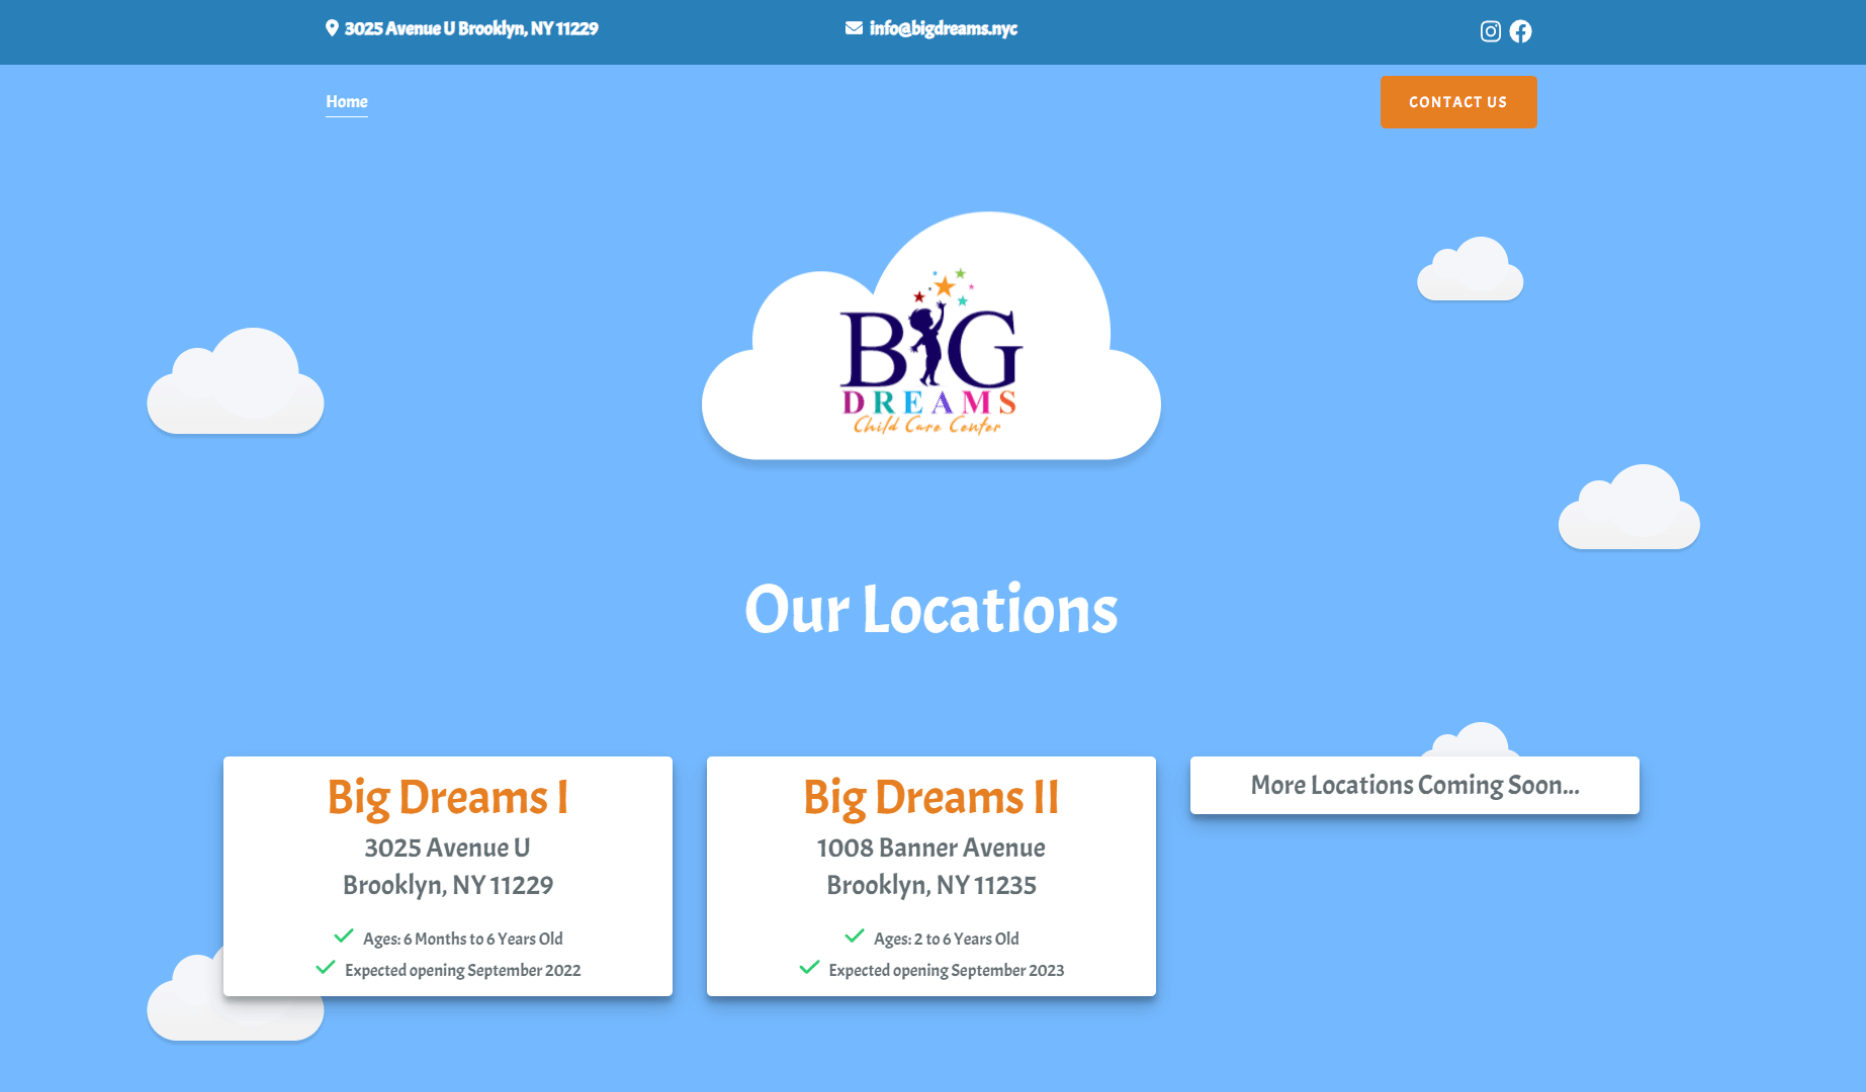 3025 Avenue U Brooklyn, NY 11229
info@bigdreams.nyc
Home
CONTACT US
BIG
DREAMS
Child Care Center
Our Locations
Big Dreams I
3025 Avenue U
Brooklyn, NY 11229
Ages: 6 Months to 6 Years Old
Expected opening September 2022
Big Dreams II
1008 Banner Avenue
Brooklyn, NY 11235
Ages: 2 to 6 Years Old
Expected opening September 2023
More Locations Coming Soon...